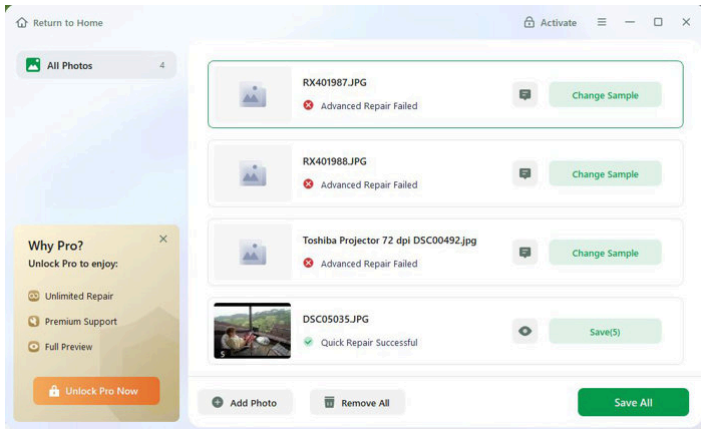 Return to Home
Activate
All Photos 4
RX401987.JPG
Advanced Repair Failed
Change Sample
RX401988.JPG
Advanced Repair Failed
Change Sample
Toshiba Projector 72 dpi DSC00492.jpg
Advanced Repair Failed
Change Sample
DSC05035.JPG
Quick Repair Successful
Save(5)
5
Why Pro?
Unlock Pro to enjoy:
Unlimited Repair
Premium Support
Full Preview
Unlock Pro Now
Add Photo
Remove All
Save All